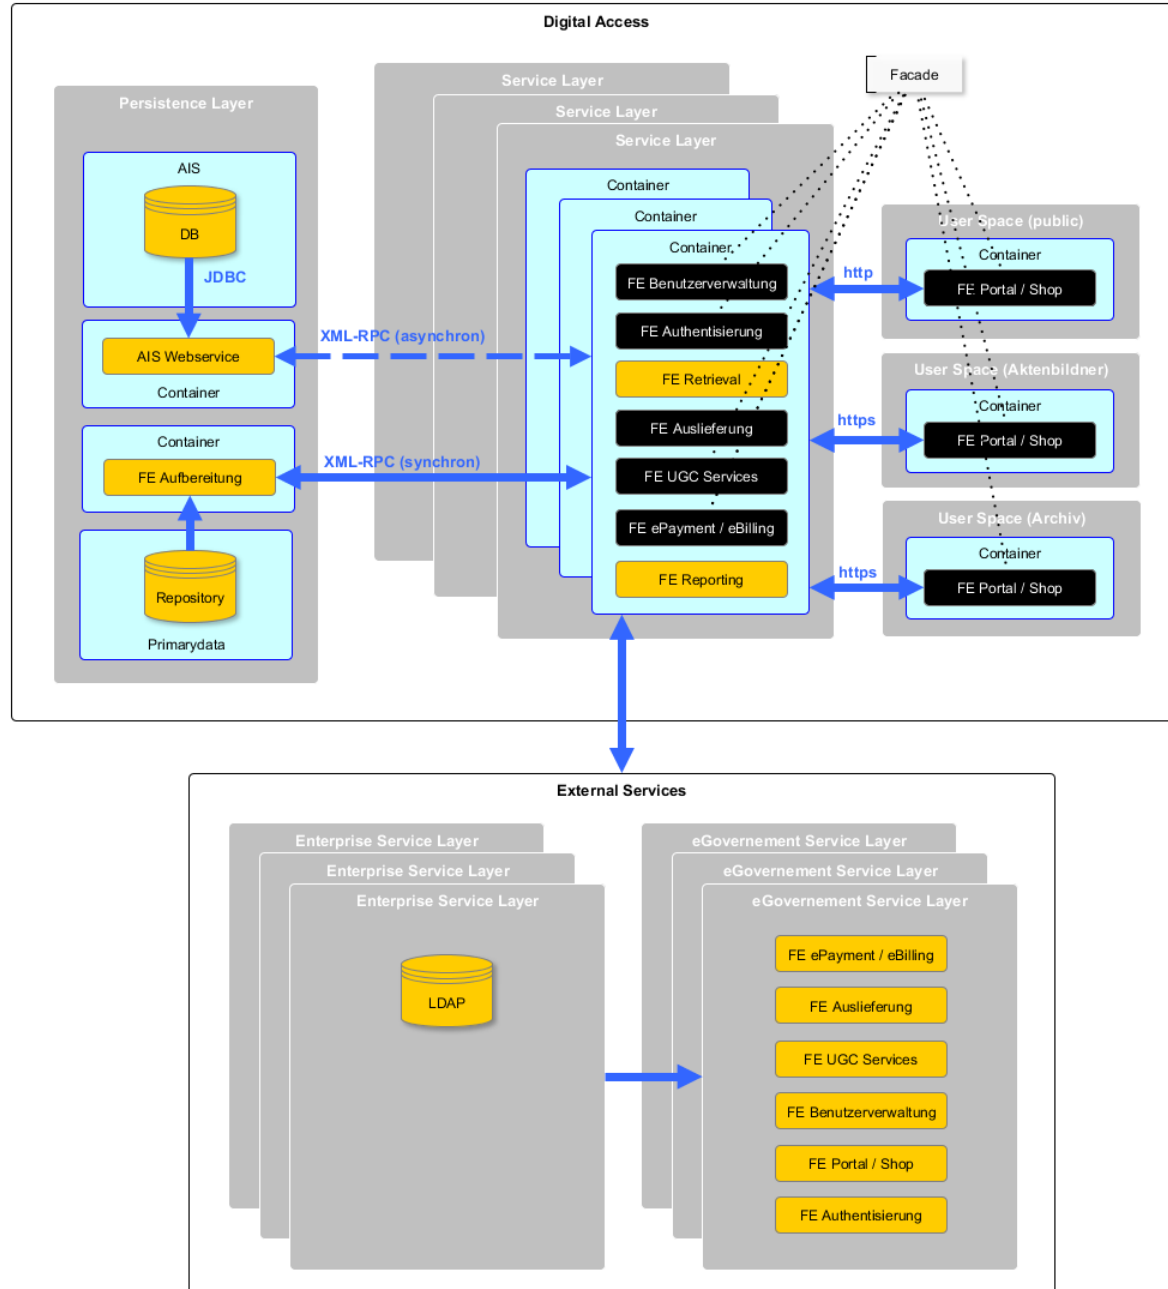 Digital Access
Facade
Persistence Layer
AIS
DB
JDBC
AIS Webservice
Container
Container
FE Aufbereitung
Repository
Primarydata
XML-RPC (asynchron)
XML-RPC (synchron)
Service Layer
Service Layer
Service Layer
Container
Container
Container
FE Benutzerverwaltung
FE Authentisierung
FE Retrieval
FE Auslieferung
FE UGC Services
FE ePayment / eBilling
FE Reporting
http
https
https
User Space (public)
Container
FE Portal / Shop
User Space (Aktenbildner)
Container
FE Portal / Shop
User Space (Archiv)
Container
FE Portal / Shop
External Services
Enterprise Service Layer
Enterprise Service Layer
Enterprise Service Layer
LDAP
eGovernement Service Layer
eGovernement Service Layer
eGovernement Service Layer
FE ePayment / eBilling
FE Auslieferung
FE UGC Services
FE Benutzerverwaltung
FE Portal / Shop
FE Authentisierung